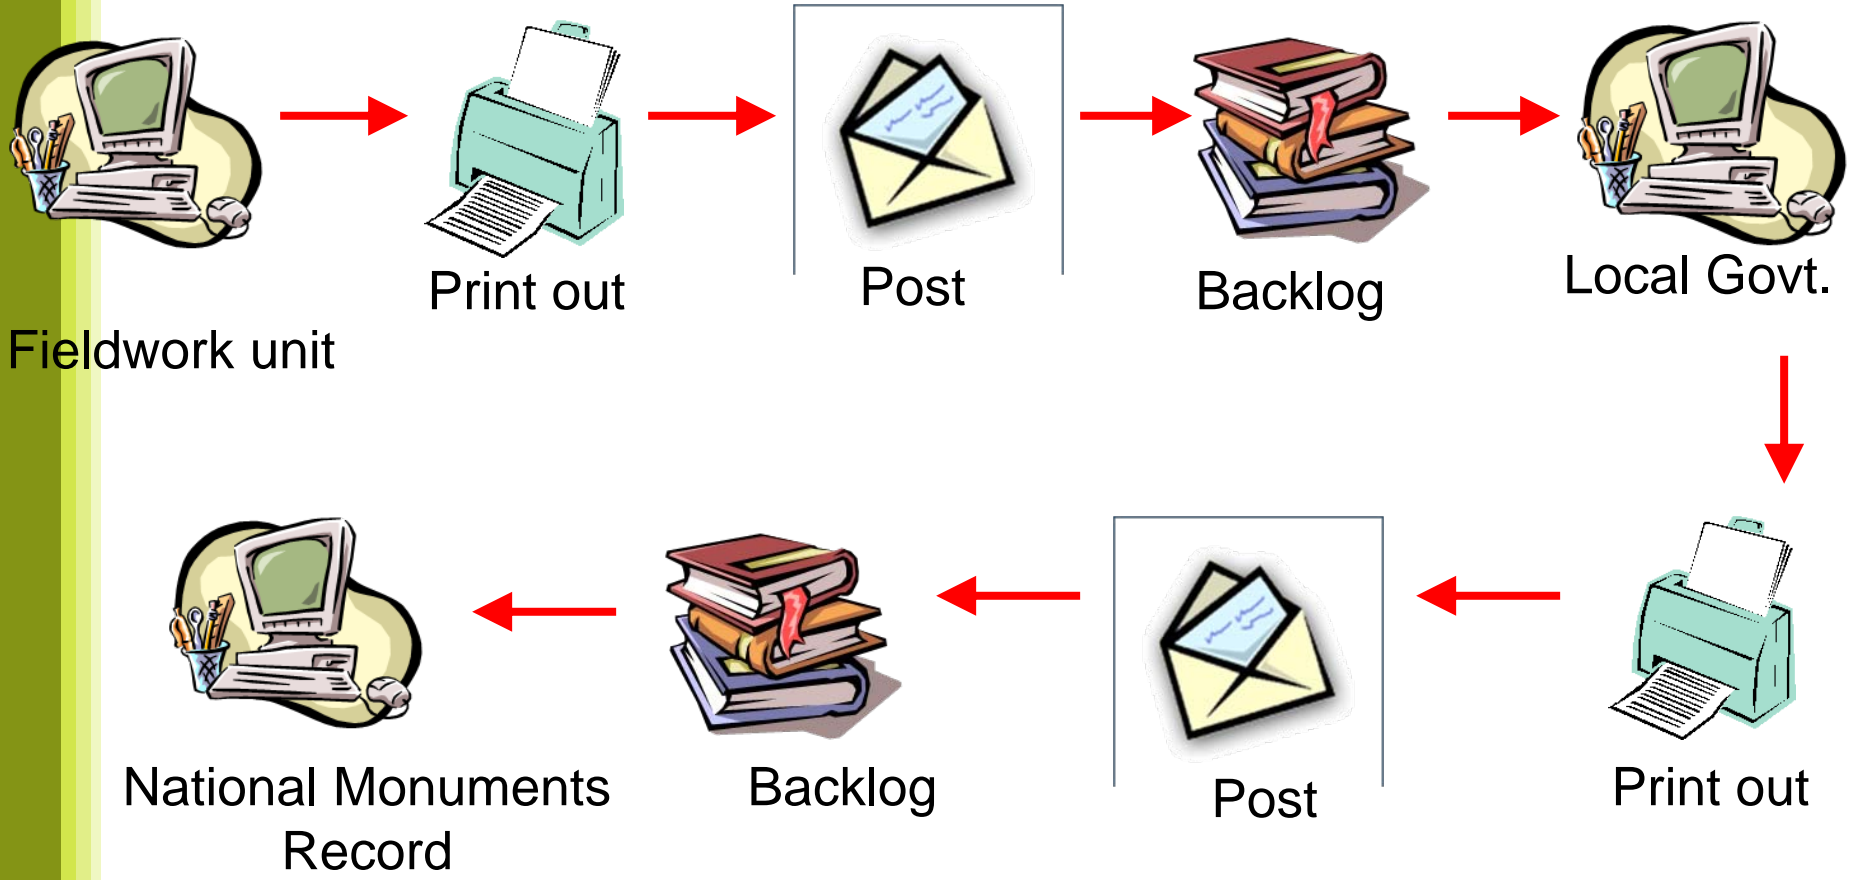 Fieldwork unit
Print out
Post
Backlog
Local Govt.
Print out
Post
Backlog
National Monuments
Record